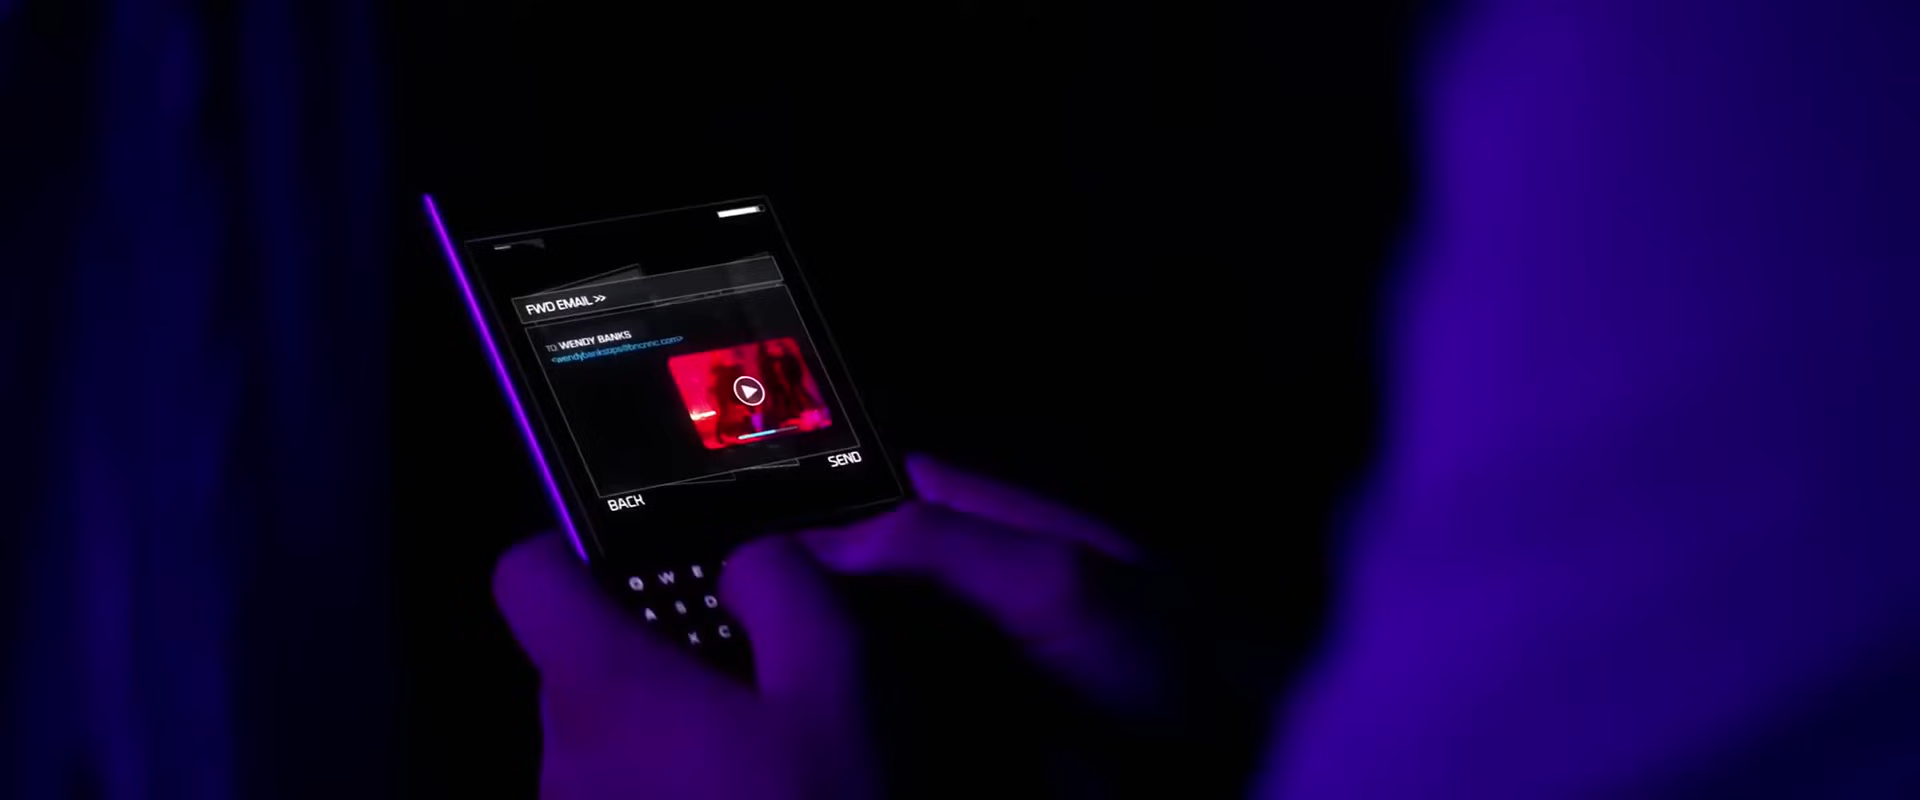 FWD EMAIL >>
TO: WENDY BANKS
SEND
BACK
Q W E
A S D
X C